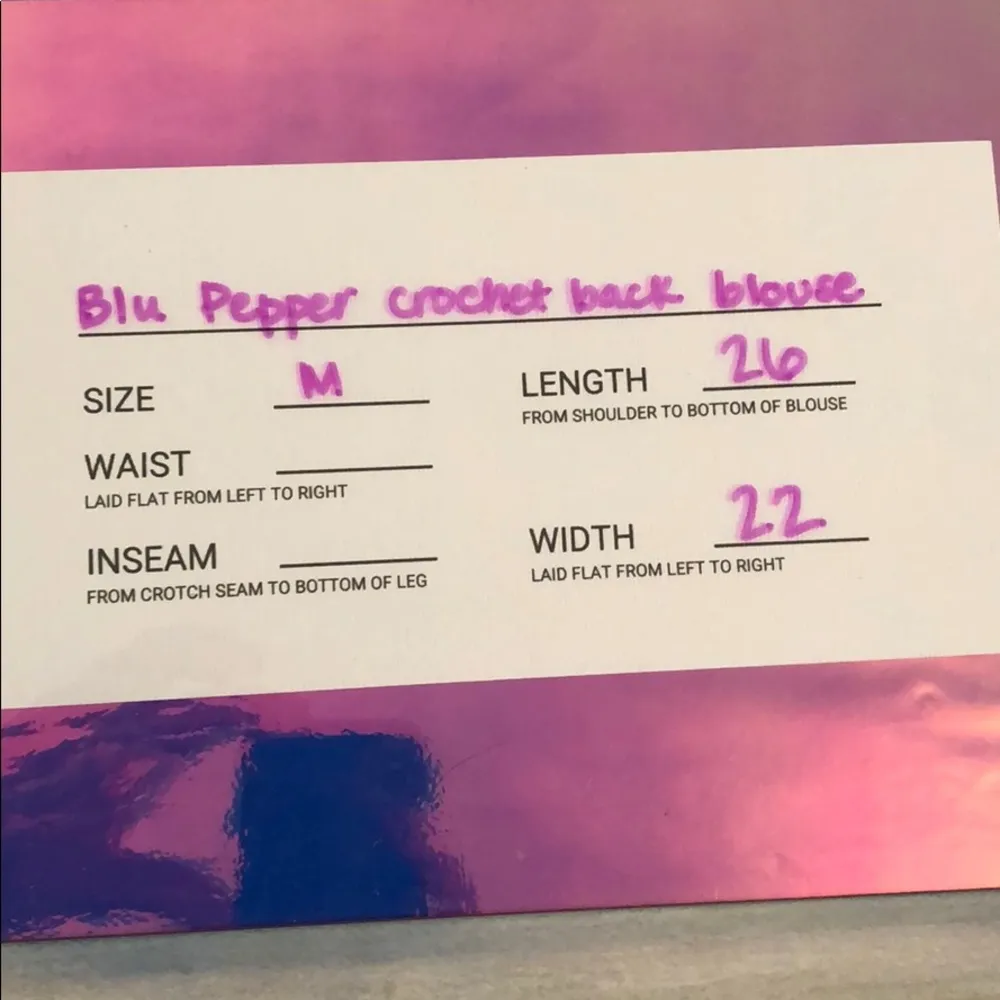 Blu Pepper crochet back blouse
SIZE M
LENGTH 26
FROM SHOULDER TO BOTTOM OF BLOUSE
WAIST
LAID FLAT FROM LEFT TO RIGHT
WIDTH 22
LAID FLAT FROM LEFT TO RIGHT
INSEAM
FROM CROTCH SEAM TO BOTTOM OF LEG